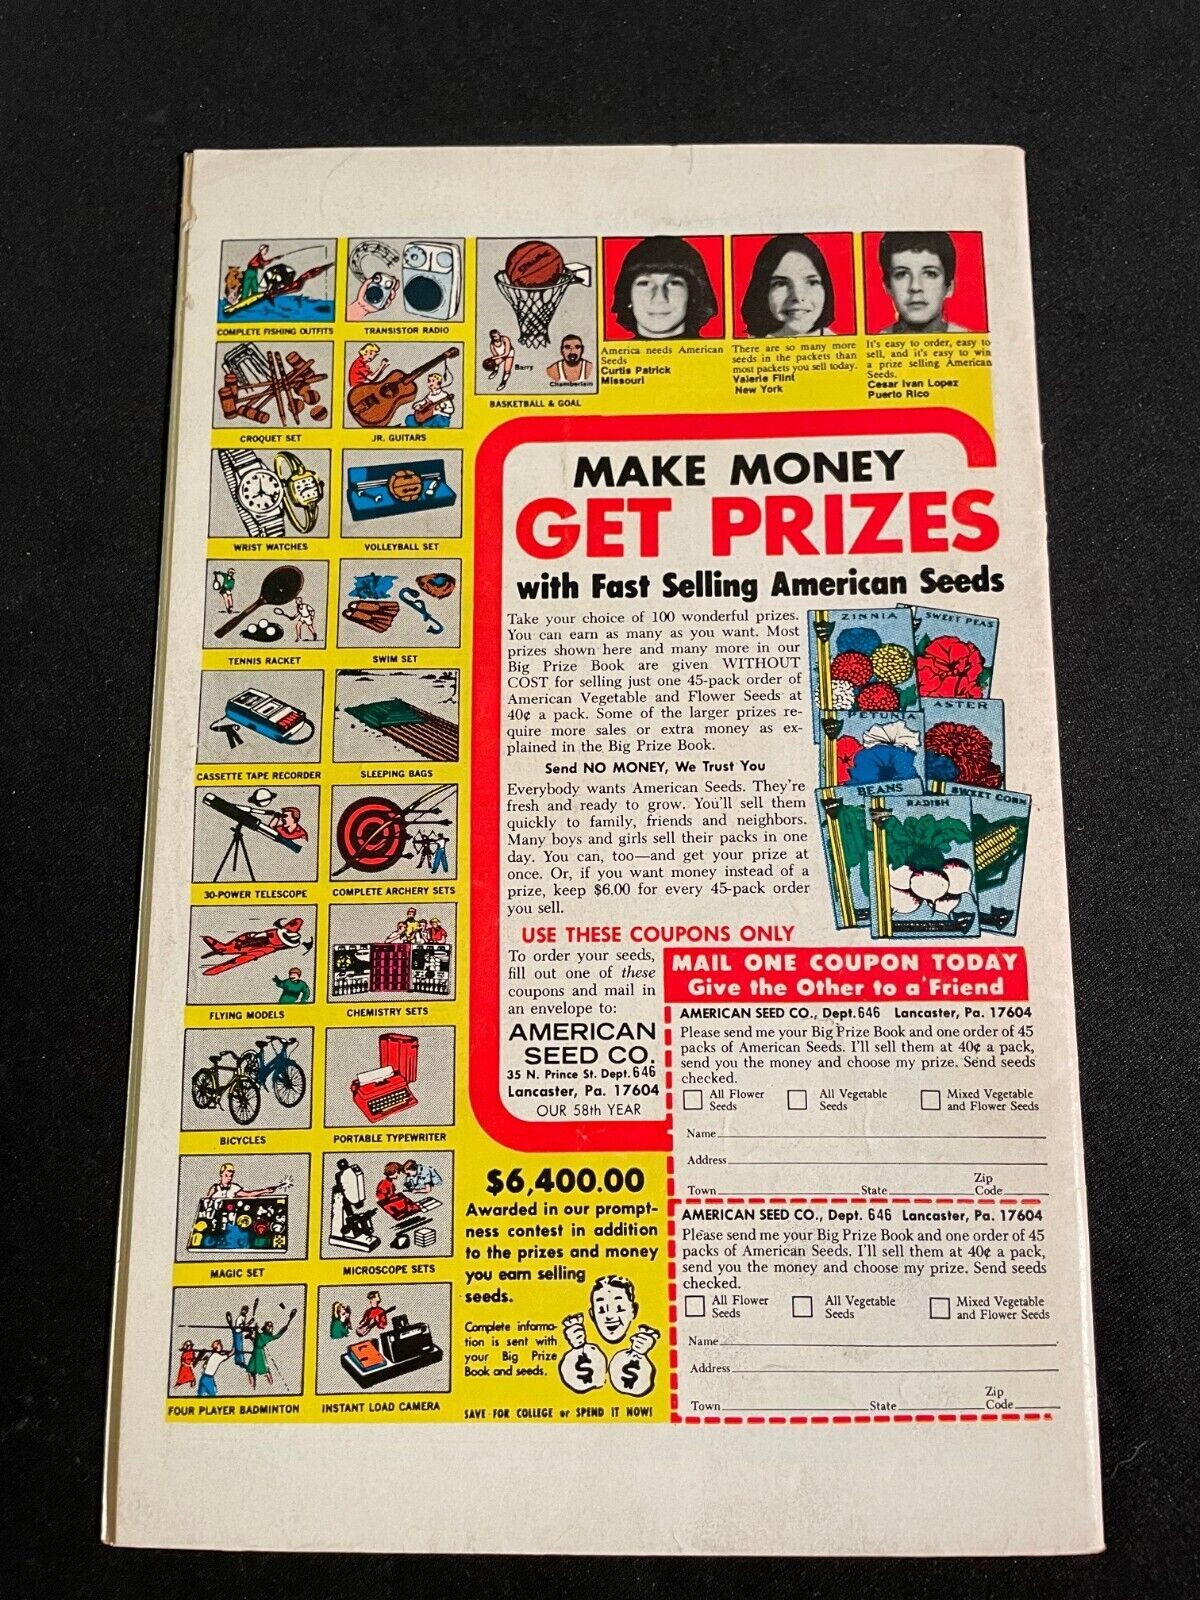 COMPLETE FISHING OUTFITS
TRANSISTOR RADIO
SPALDING
Barry
Chamberlain
BASKETBALL & GOAL
America needs American
Seeds
Curtis Patrick
Missouri
There are so many more
seeds in the packets than
most packets you sell today.
Valerie Flint
New York
It's easy to order, easy to
sell, and it's easy to win
a prize selling American
Seeds.
Cesar Ivan Lopez
Puerto Rico
CROQUET SET
JR. GUITARS
WRIST WATCHES
VOLLEYBALL SET
TENNIS RACKET
SWIM SET
CASSETTE TAPE RECORDER
SLEEPING BAGS
30-POWER TELESCOPE
COMPLETE ARCHERY SETS
FLYING MODELS
CHEMISTRY SETS
BICYCLES
PORTABLE TYPEWRITER
MAGIC SET
MICROSCOPE SETS
FOUR PLAYER BADMINTON
INSTANT LOAD CAMERA
MAKE MONEY
GET PRIZES
with Fast Selling American Seeds
Take your choice of 100 wonderful prizes.
You can earn as many as you want. Most
prizes shown here and many more in our
Big Prize Book are given WITHOUT
COST for selling just one 45-pack order of
American Vegetable and Flower Seeds at
40¢ a pack. Some of the larger prizes re-
quire more sales or extra money as ex-
plained in the Big Prize Book.
Send NO MONEY, We Trust You
Everybody wants American Seeds. They're
fresh and ready to grow. You'll sell them
quickly to family, friends and neighbors.
Many boys and girls sell their packs in one
day. You can, too—and get your prize at
once. Or, if you want money instead of a
prize, keep $6.00 for every 45-pack order
you sell.
ZINNIA
SWEET PEAS
PETUNIA
ASTER
BEANS
RADISH
SWEET CORN
USE THESE COUPONS ONLY
To order your seeds,
fill out one of these
coupons and mail in
an envelope to:
AMERICAN
SEED CO.
35 N. Prince St. Dept. 646
Lancaster, Pa. 17604
OUR 58th YEAR
MAIL ONE COUPON TODAY
Give the Other to a Friend
AMERICAN SEED CO., Dept. 646 Lancaster, Pa. 17604
Please send me your Big Prize Book and one order of 45
packs of American Seeds. I'll sell them at 40¢ a pack,
send you the money and choose my prize. Send seeds
checked.
All Flower
Seeds
All Vegetable
Seeds
Mixed Vegetable
and Flower Seeds
Name
Address
Town State Zip
Code
AMERICAN SEED CO., Dept. 646 Lancaster, Pa. 17604
Please send me your Big Prize Book and one order of 45
packs of American Seeds. I'll sell them at 40¢ a pack,
send you the money and choose my prize. Send seeds
checked.
All Flower
Seeds
All Vegetable
Seeds
Mixed Vegetable
and Flower Seeds
Name
Address
Town State Zip
Code
$6,400.00
Awarded in our prompt-
ness contest in addition
to the prizes and money
you earn selling
seeds.
Complete informa-
tion is sent with
your Big Prize
Book and seeds.
$ $
SAVE FOR COLLEGE or SPEND IT NOW!